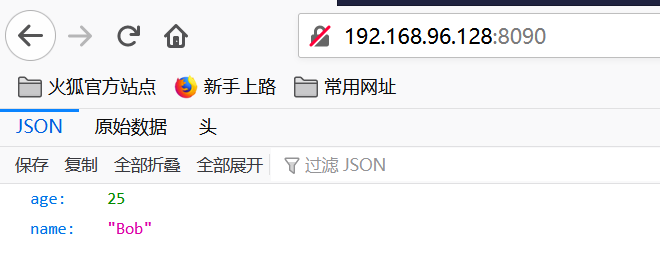 192.168.96.128:8090
火狐官方站点 新手上路 常用网址
JSON 原始数据 头
保存 复制 全部折叠 全部展开 过滤 JSON
age: 25
name: "Bob"